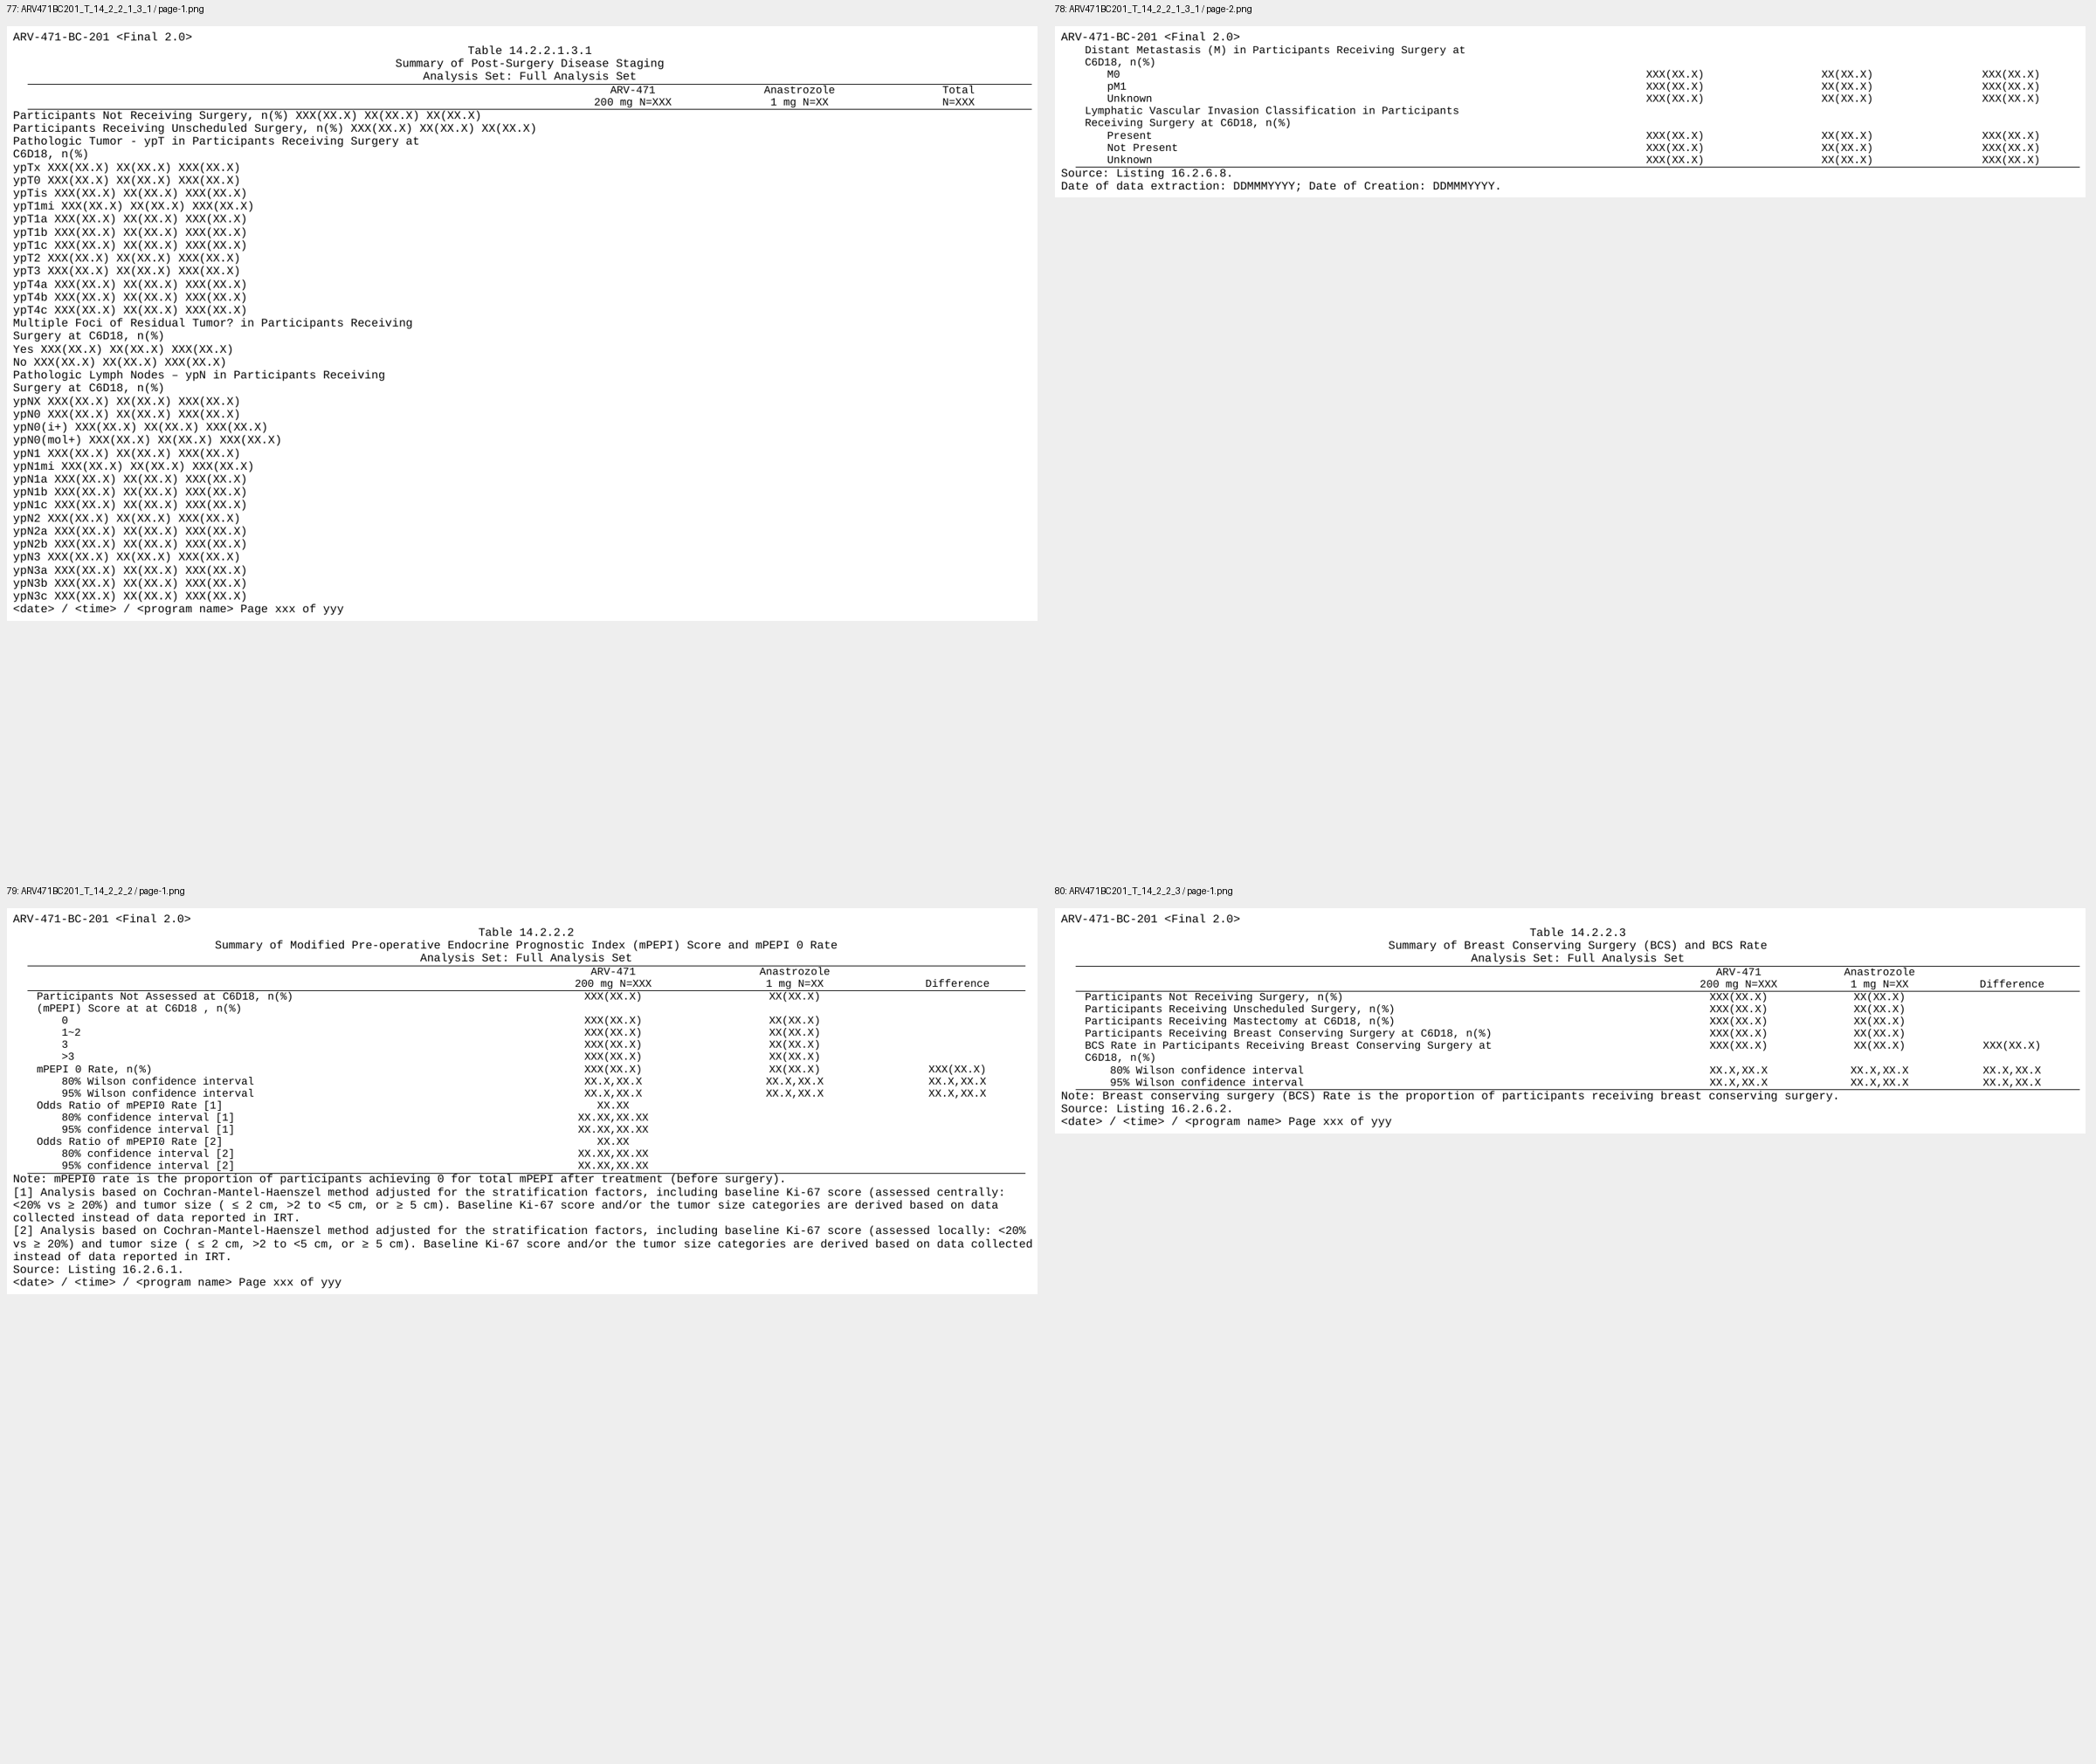 77: ARV471BC201_T_14_2_2_1_3_1 / page-1.png
ARV-471-BC-201 <Final 2.0>
Table 14.2.2.1.3.1
Summary of Post-Surgery Disease Staging
Analysis Set: Full Analysis Set
ARV-471 Anastrozole Total
200 mg N=XXX 1 mg N=XX N=XXX
Participants Not Receiving Surgery, n(%) XXX(XX.X) XX(XX.X) XX(XX.X)
Participants Receiving Unscheduled Surgery, n(%) XXX(XX.X) XX(XX.X) XX(XX.X)
Pathologic Tumor - ypT in Participants Receiving Surgery at
C6D18, n(%)
ypTx XXX(XX.X) XX(XX.X) XXX(XX.X)
ypT0 XXX(XX.X) XX(XX.X) XXX(XX.X)
ypTis XXX(XX.X) XX(XX.X) XXX(XX.X)
ypT1mi XXX(XX.X) XX(XX.X) XXX(XX.X)
ypT1a XXX(XX.X) XX(XX.X) XXX(XX.X)
ypT1b XXX(XX.X) XX(XX.X) XXX(XX.X)
ypT1c XXX(XX.X) XX(XX.X) XXX(XX.X)
ypT2 XXX(XX.X) XX(XX.X) XXX(XX.X)
ypT3 XXX(XX.X) XX(XX.X) XXX(XX.X)
ypT4a XXX(XX.X) XX(XX.X) XXX(XX.X)
ypT4b XXX(XX.X) XX(XX.X) XXX(XX.X)
ypT4c XXX(XX.X) XX(XX.X) XXX(XX.X)
Multiple Foci of Residual Tumor? in Participants Receiving
Surgery at C6D18, n(%)
Yes XXX(XX.X) XX(XX.X) XXX(XX.X)
No XXX(XX.X) XX(XX.X) XXX(XX.X)
Pathologic Lymph Nodes – ypN in Participants Receiving
Surgery at C6D18, n(%)
ypNX XXX(XX.X) XX(XX.X) XXX(XX.X)
ypN0 XXX(XX.X) XX(XX.X) XXX(XX.X)
ypN0(i+) XXX(XX.X) XX(XX.X) XXX(XX.X)
ypN0(mol+) XXX(XX.X) XX(XX.X) XXX(XX.X)
ypN1 XXX(XX.X) XX(XX.X) XXX(XX.X)
ypN1mi XXX(XX.X) XX(XX.X) XXX(XX.X)
ypN1a XXX(XX.X) XX(XX.X) XXX(XX.X)
ypN1b XXX(XX.X) XX(XX.X) XXX(XX.X)
ypN1c XXX(XX.X) XX(XX.X) XXX(XX.X)
ypN2 XXX(XX.X) XX(XX.X) XXX(XX.X)
ypN2a XXX(XX.X) XX(XX.X) XXX(XX.X)
ypN2b XXX(XX.X) XX(XX.X) XXX(XX.X)
ypN3 XXX(XX.X) XX(XX.X) XXX(XX.X)
ypN3a XXX(XX.X) XX(XX.X) XXX(XX.X)
ypN3b XXX(XX.X) XX(XX.X) XXX(XX.X)
ypN3c XXX(XX.X) XX(XX.X) XXX(XX.X)
<date> / <time> / <program name> Page xxx of yyy
78: ARV471BC201_T_14_2_2_1_3_1 / page-2.png
ARV-471-BC-201 <Final 2.0>
Distant Metastasis (M) in Participants Receiving Surgery at
C6D18, n(%)
M0 XXX(XX.X) XX(XX.X) XXX(XX.X)
pM1 XXX(XX.X) XX(XX.X) XXX(XX.X)
Unknown XXX(XX.X) XX(XX.X) XXX(XX.X)
Lymphatic Vascular Invasion Classification in Participants
Receiving Surgery at C6D18, n(%)
Present XXX(XX.X) XX(XX.X) XXX(XX.X)
Not Present XXX(XX.X) XX(XX.X) XXX(XX.X)
Unknown XXX(XX.X) XX(XX.X) XXX(XX.X)
Source: Listing 16.2.6.8.
Date of data extraction: DDMMMYYYY; Date of Creation: DDMMMYYYY.
79: ARV471BC201_T_14_2_2_2 / page-1.png
ARV-471-BC-201 <Final 2.0>
Table 14.2.2.2
Summary of Modified Pre-operative Endocrine Prognostic Index (mPEPI) Score and mPEPI 0 Rate
Analysis Set: Full Analysis Set
ARV-471 Anastrozole
200 mg N=XXX 1 mg N=XX Difference
Participants Not Assessed at C6D18, n(%) XXX(XX.X) XX(XX.X)
(mPEPI) Score at at C6D18 , n(%)
0 XXX(XX.X) XX(XX.X)
1~2 XXX(XX.X) XX(XX.X)
3 XXX(XX.X) XX(XX.X)
>3 XXX(XX.X) XX(XX.X)
mPEPI 0 Rate, n(%) XXX(XX.X) XX(XX.X) XXX(XX.X)
80% Wilson confidence interval XX.X,XX.X XX.X,XX.X XX.X,XX.X
95% Wilson confidence interval XX.X,XX.X XX.X,XX.X XX.X,XX.X
Odds Ratio of mPEPI0 Rate [1] XX.XX
80% confidence interval [1] XX.XX,XX.XX
95% confidence interval [1] XX.XX,XX.XX
Odds Ratio of mPEPI0 Rate [2] XX.XX
80% confidence interval [2] XX.XX,XX.XX
95% confidence interval [2] XX.XX,XX.XX
Note: mPEPI0 rate is the proportion of participants achieving 0 for total mPEPI after treatment (before surgery).
[1] Analysis based on Cochran-Mantel-Haenszel method adjusted for the stratification factors, including baseline Ki-67 score (assessed centrally:
<20% vs ≥ 20%) and tumor size ( ≤ 2 cm, >2 to <5 cm, or ≥ 5 cm). Baseline Ki-67 score and/or the tumor size categories are derived based on data
collected instead of data reported in IRT.
[2] Analysis based on Cochran-Mantel-Haenszel method adjusted for the stratification factors, including baseline Ki-67 score (assessed locally: <20%
vs ≥ 20%) and tumor size ( ≤ 2 cm, >2 to <5 cm, or ≥ 5 cm). Baseline Ki-67 score and/or the tumor size categories are derived based on data collected
instead of data reported in IRT.
Source: Listing 16.2.6.1.
<date> / <time> / <program name> Page xxx of yyy
80: ARV471BC201_T_14_2_2_3 / page-1.png
ARV-471-BC-201 <Final 2.0>
Table 14.2.2.3
Summary of Breast Conserving Surgery (BCS) and BCS Rate
Analysis Set: Full Analysis Set
ARV-471 Anastrozole
200 mg N=XXX 1 mg N=XX Difference
Participants Not Receiving Surgery, n(%) XXX(XX.X) XX(XX.X)
Participants Receiving Unscheduled Surgery, n(%) XXX(XX.X) XX(XX.X)
Participants Receiving Mastectomy at C6D18, n(%) XXX(XX.X) XX(XX.X)
Participants Receiving Breast Conserving Surgery at C6D18, n(%) XXX(XX.X) XX(XX.X)
BCS Rate in Participants Receiving Breast Conserving Surgery at XXX(XX.X) XX(XX.X) XXX(XX.X)
C6D18, n(%)
80% Wilson confidence interval XX.X,XX.X XX.X,XX.X XX.X,XX.X
95% Wilson confidence interval XX.X,XX.X XX.X,XX.X XX.X,XX.X
Note: Breast conserving surgery (BCS) Rate is the proportion of participants receiving breast conserving surgery.
Source: Listing 16.2.6.2.
<date> / <time> / <program name> Page xxx of yyy